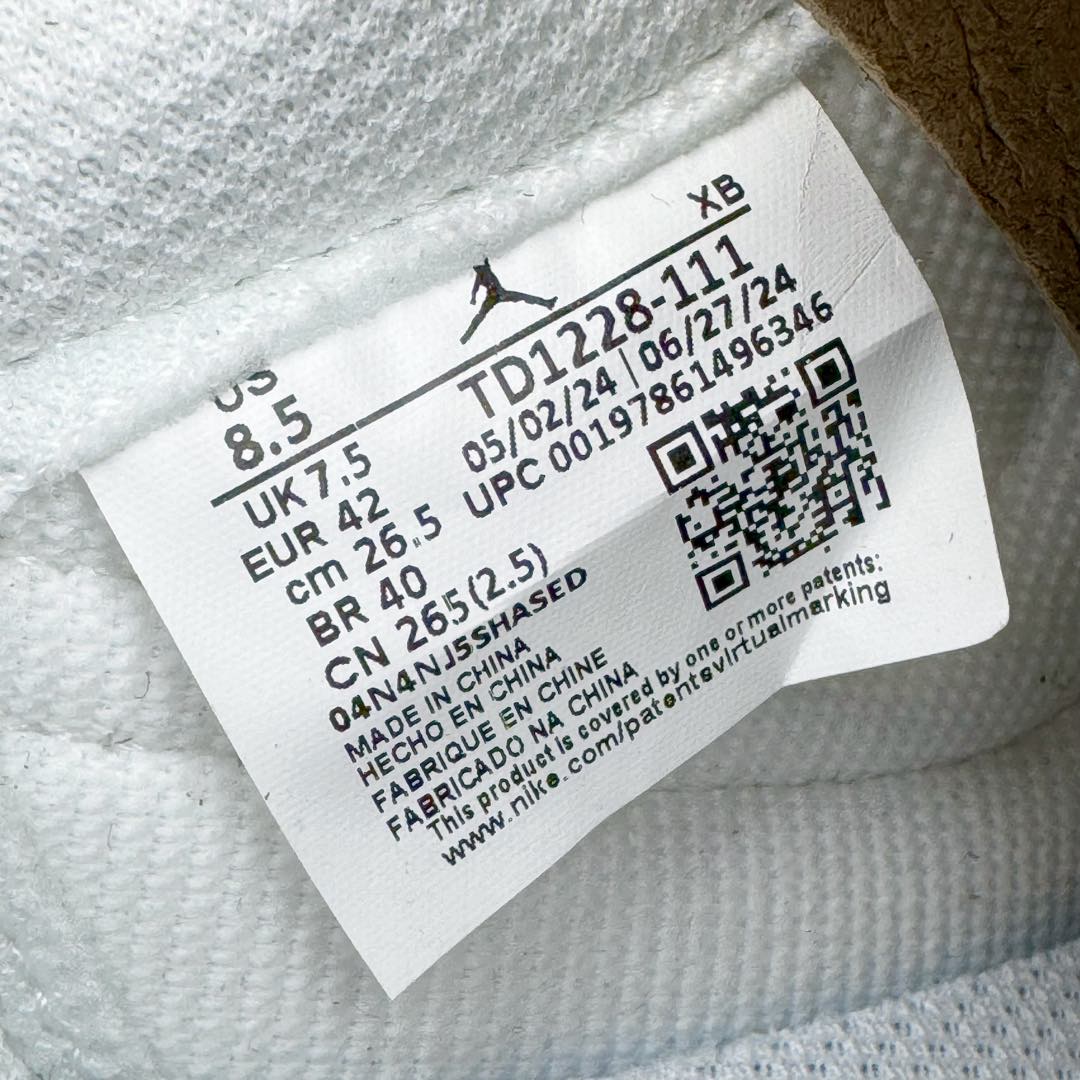 XB
US
8.5
TD1228-111
UK 7.5
05/02/24 | 06/27/24
EUR 42
UPC 00197861496346
cm 26.5
BR 40
CN 265(2.5)
04N4NJ5SHASED
MADE IN CHINA
HECHO EN CHINA
FABRIQUE EN CHINE
FABRICADO NA CHINA
This product is covered by one or more patents:
www.nike.com/patentsvirtualmarking